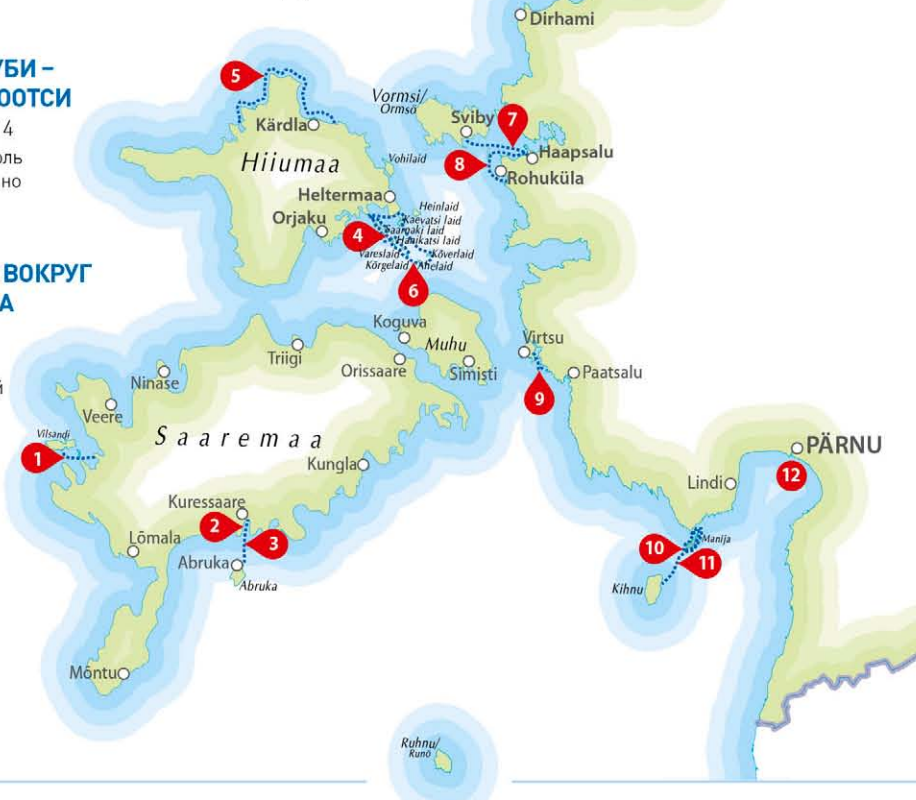 Dirhami
УБИ –
ООТСИ
4
оль
но
5
Vormsi/
Ormsö
Sviby
7
Kärdla
Haapsalu
Hiiumaa
Vohilaid
8
Rohuküla
Heltermaa
Heinlaid
Orjaku
Kaevatsi laid
4
Saarnaki laid
Hanikatsi laid
Vareslaid
Kõverlaid
Kõrgelaid
Ahelaid
ВОКРУГ
А
6
Koguva
Muhu
Virtsu
Triigi
Orissaare
Simisti
Paatsalu
Ninase
й
9
Veere
Vilsandi
Saaremaa
1
Kungla
PÄRNU
12
Lindi
Kuressaare
2
Lõmala
3
Manija
10
11
Abruka
Abruka
Kihnu
Mõntu
Ruhnu/
Runö